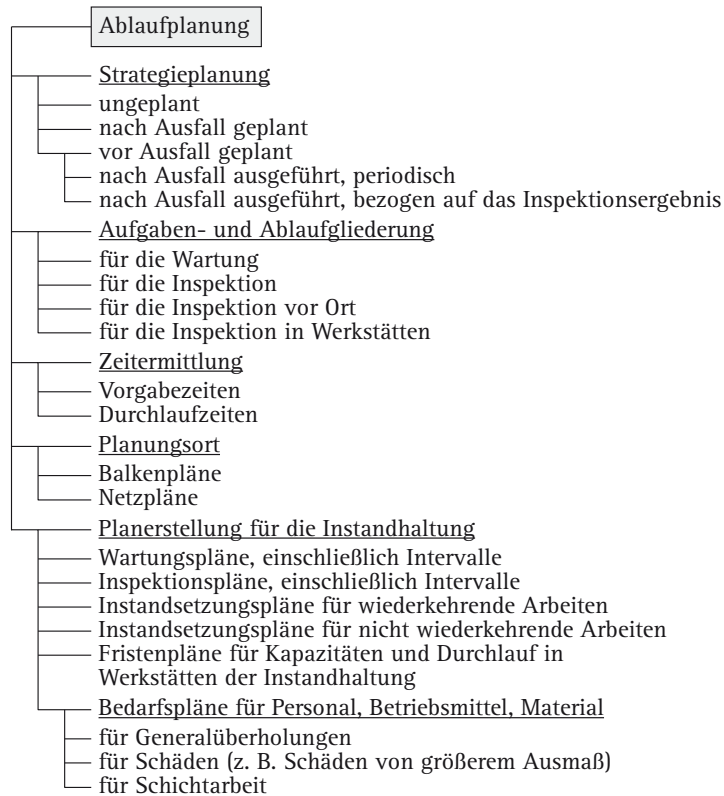 Ablaufplanung
Strategieplanung
ungeplant
nach Ausfall geplant
vor Ausfall geplant
nach Ausfall ausgeführt, periodisch
nach Ausfall ausgeführt, bezogen auf das Inspektionsergebnis
Aufgaben- und Ablaufgliederung
für die Wartung
für die Inspektion
für die Inspektion vor Ort
für die Inspektion in Werkstätten
Zeitermittlung
Vorgabezeiten
Durchlaufzeiten
Planungsort
Balkenpläne
Netzpläne
Planerstellung für die Instandhaltung
Wartungspläne, einschließlich Intervalle
Inspektionspläne, einschließlich Intervalle
Instandsetzungspläne für wiederkehrende Arbeiten
Instandsetzungspläne für nicht wiederkehrende Arbeiten
Fristenpläne für Kapazitäten und Durchlauf in
Werkstätten der Instandhaltung
Bedarfspläne für Personal, Betriebsmittel, Material
für Generalüberholungen
für Schäden (z. B. Schäden von größerem Ausmaß)
für Schichtarbeit